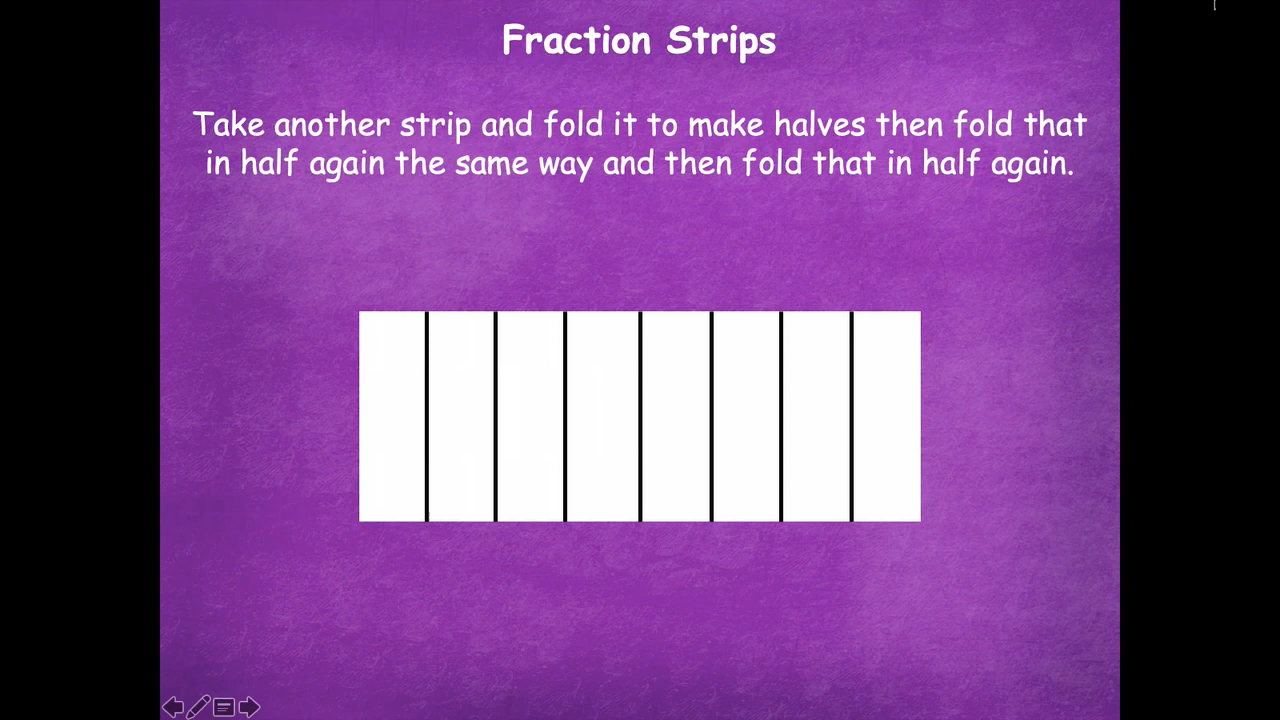 Fraction Strips
Take another strip and fold it to make halves then fold that
in half again the same way and then fold that in half again.